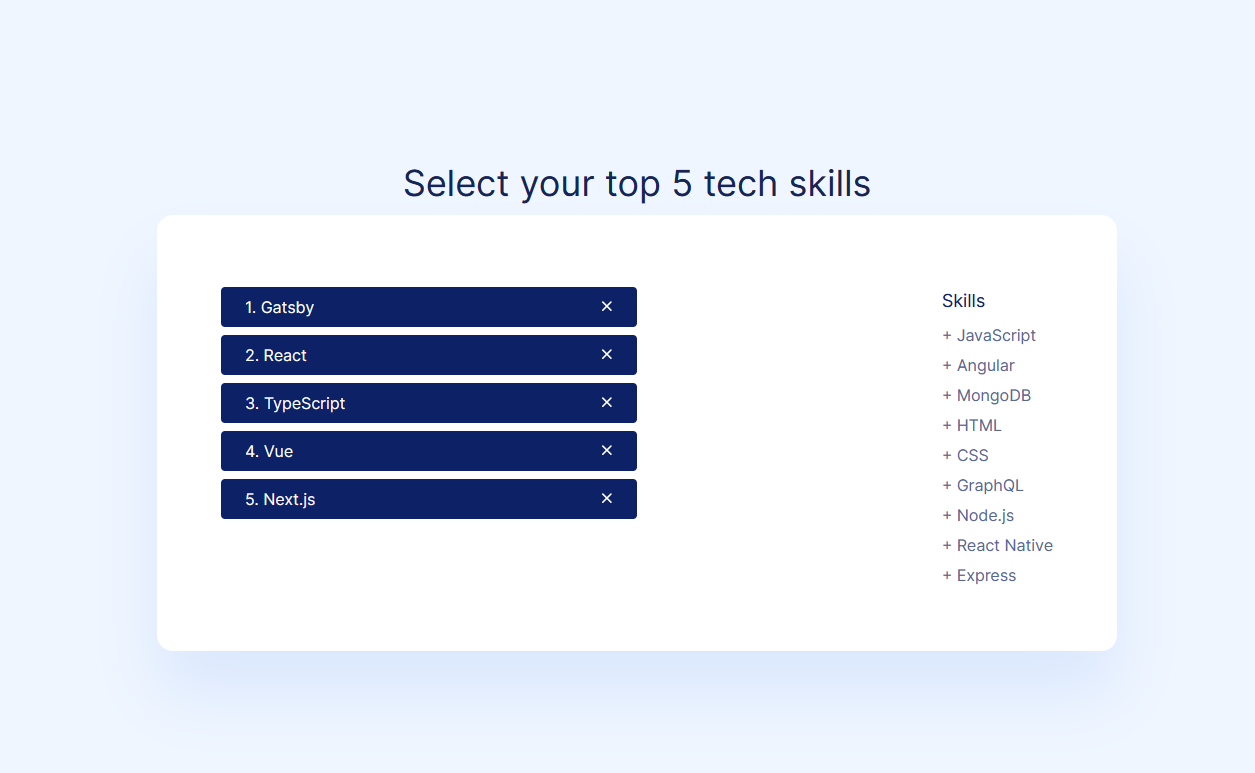 Select your top 5 tech skills
1. Gatsby ×
2. React ×
3. TypeScript ×
4. Vue ×
5. Next.js ×
Skills
+ JavaScript
+ Angular
+ MongoDB
+ HTML
+ CSS
+ GraphQL
+ Node.js
+ React Native
+ Express